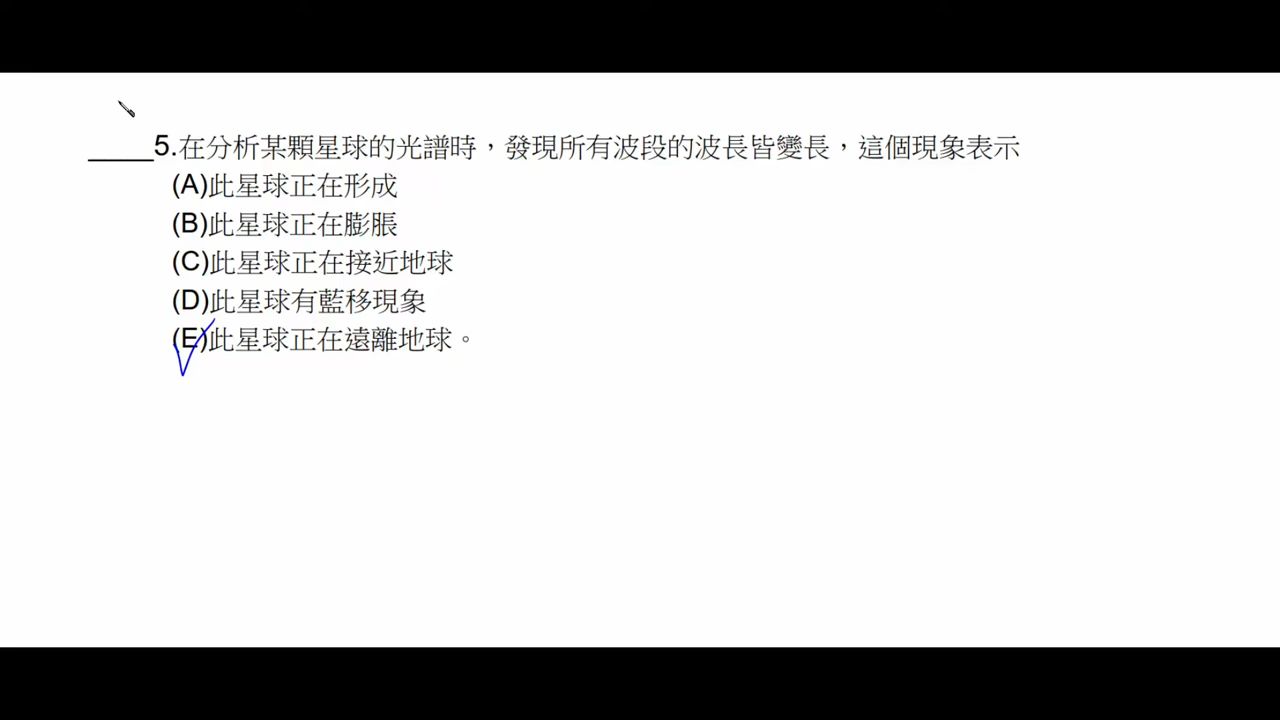 ____5.在分析某顆星球的光譜時，發現所有波段的波長皆變長，這個現象表示
(A)此星球正在形成
(B)此星球正在膨脹
(C)此星球正在接近地球
(D)此星球有藍移現象
(E)此星球正在遠離地球。